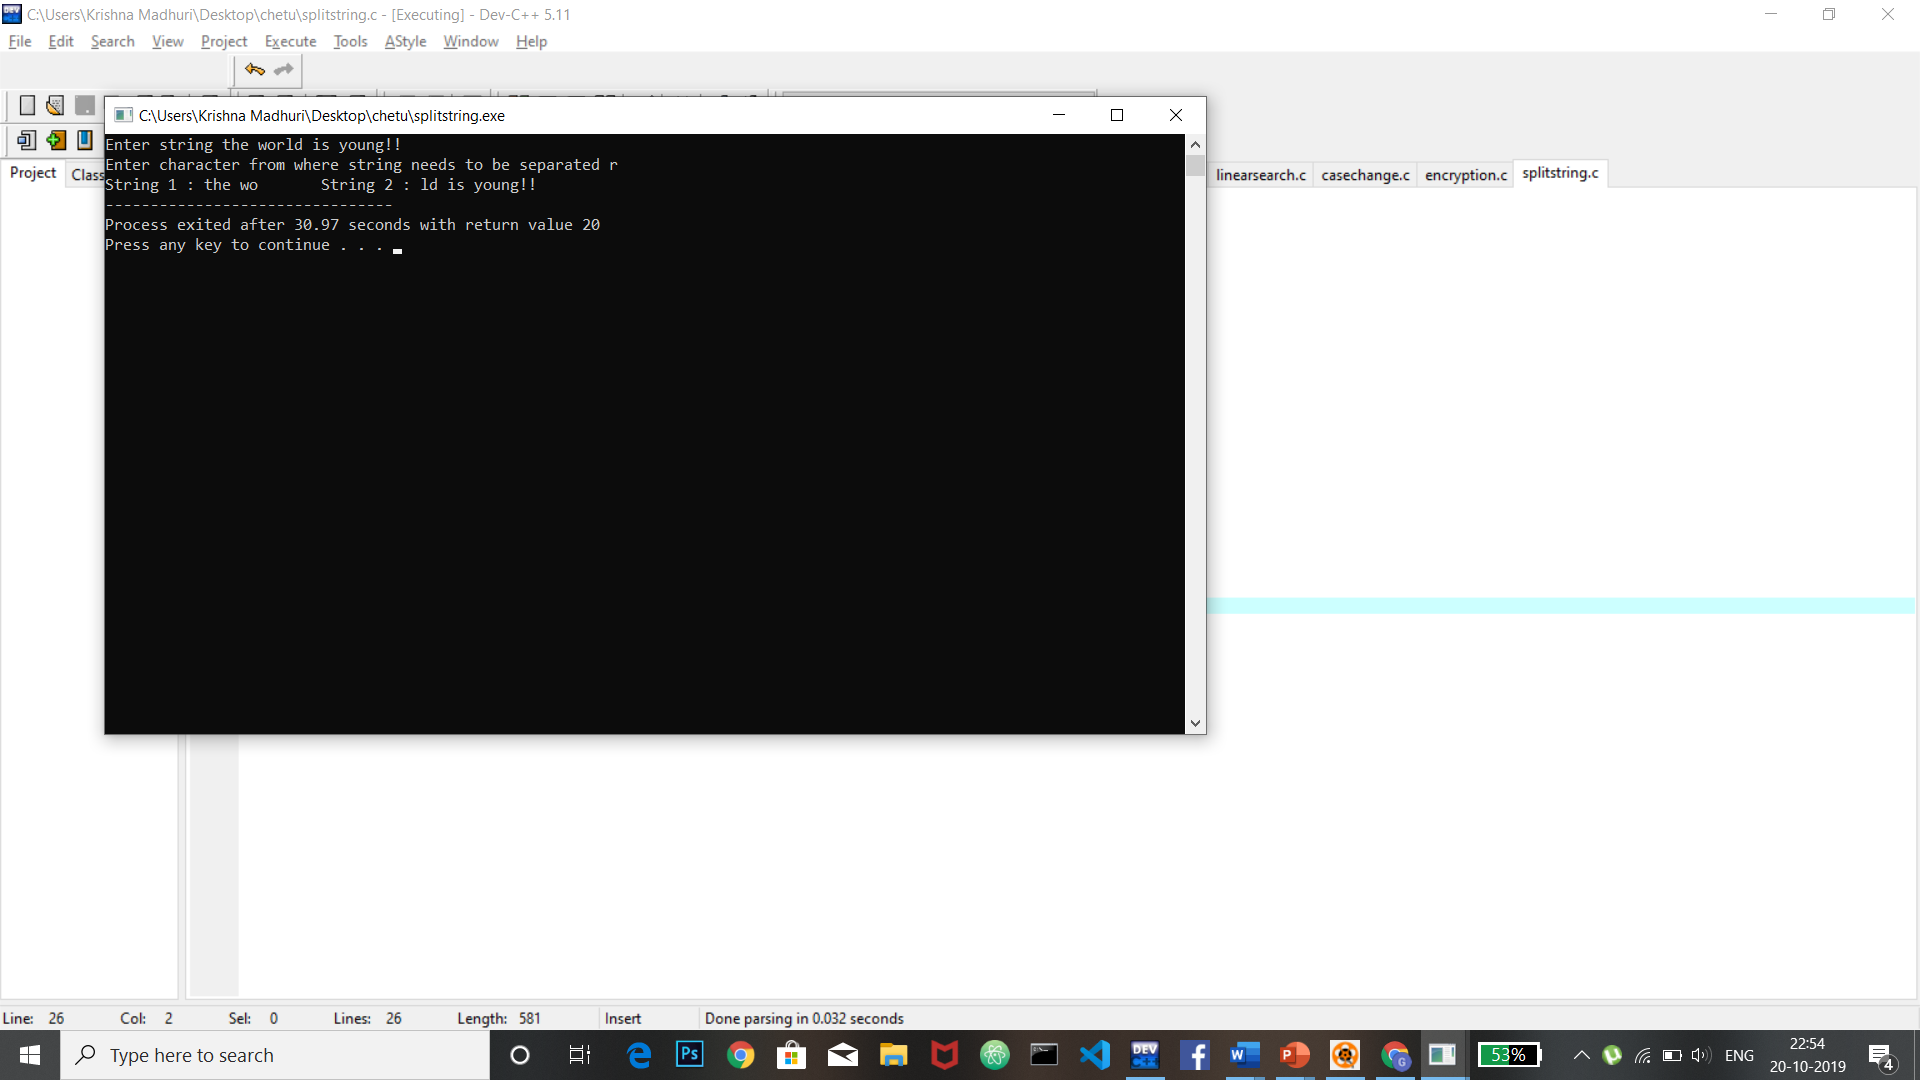 C:\Users\Krishna Madhuri\Desktop\chetu\splitstring.c - [Executing] - Dev-C++ 5.11
File Edit Search View Project Execute Tools AStyle Window Help
C:\Users\Krishna Madhuri\Desktop\chetu\splitstring.exe
Enter string the world is young!!
Enter character from where string needs to be separated r
String 1 : the wo       String 2 : ld is young!!
--------------------------------
Process exited after 30.97 seconds with return value 20
Press any key to continue . . .
Project Class linearsearch.c casechange.c encryption.c splitstring.c
Line: 26 Col: 2 Sel: 0 Lines: 26 Length: 581 Insert Done parsing in 0.032 seconds
Type here to search
Ps
DEV
53%
ENG
22:54
20-10-2019
4